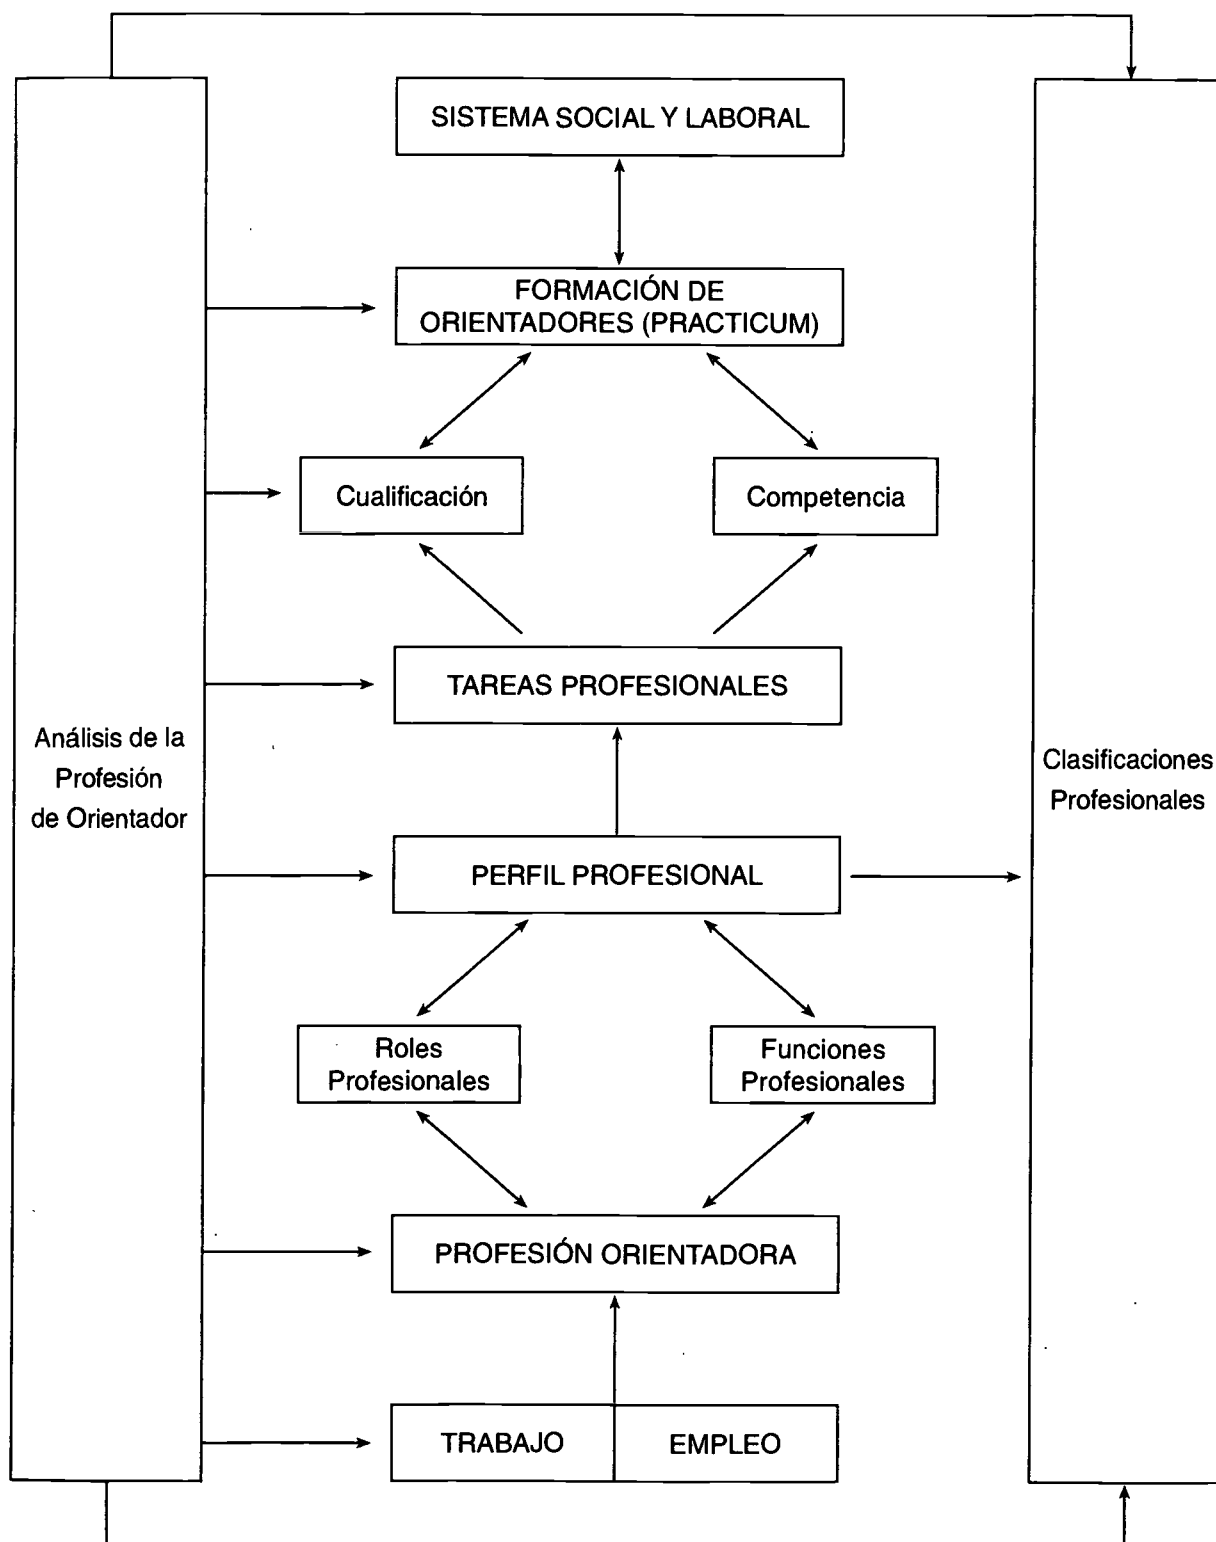 SISTEMA SOCIAL Y LABORAL
FORMACIÓN DE
ORIENTADORES (PRACTICUM)
Cualificación
Competencia
TAREAS PROFESIONALES
Análisis de la
Profesión
de Orientador
Clasificaciones
Profesionales
PERFIL PROFESIONAL
Roles
Profesionales
Funciones
Profesionales
PROFESIÓN ORIENTADORA
TRABAJO
EMPLEO